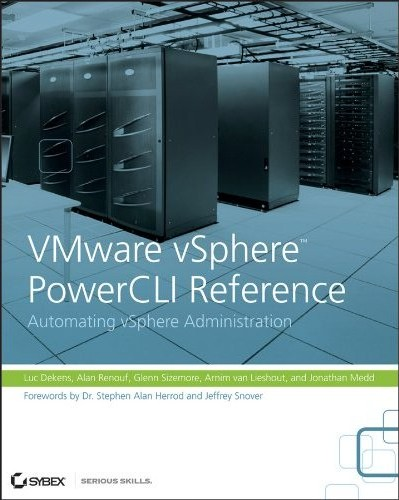 VMware vSphere™
PowerCLI Reference
Automating vSphere Administration
Luc Dekens, Alan Renouf, Glenn Sizemore, Arnim van Lieshout, and Jonathan Medd
Forewords by Dr. Stephen Alan Herrod and Jeffrey Snover
SYBEX
SERIOUS SKILLS.